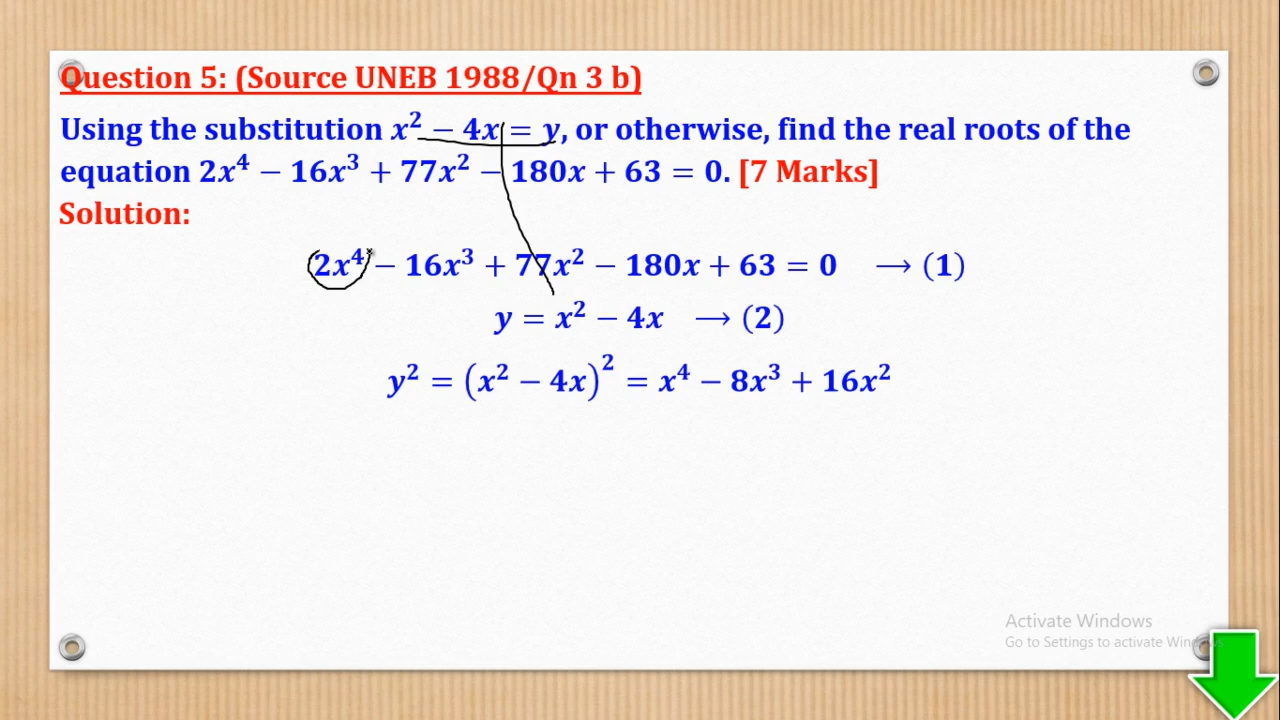 Question 5: (Source UNEB 1988/Qn 3 b)
Using the substitution x² − 4x = y, or otherwise, find the real roots of the
equation 2x⁴ − 16x³ + 77x² − 180x + 63 = 0. [7 Marks]
Solution:
2x⁴ − 16x³ + 77x² − 180x + 63 = 0 ⟶ (1)
y = x² − 4x ⟶ (2)
y² = (x² − 4x)² = x⁴ − 8x³ + 16x²
Activate Windows
Go to Settings to activate Windows